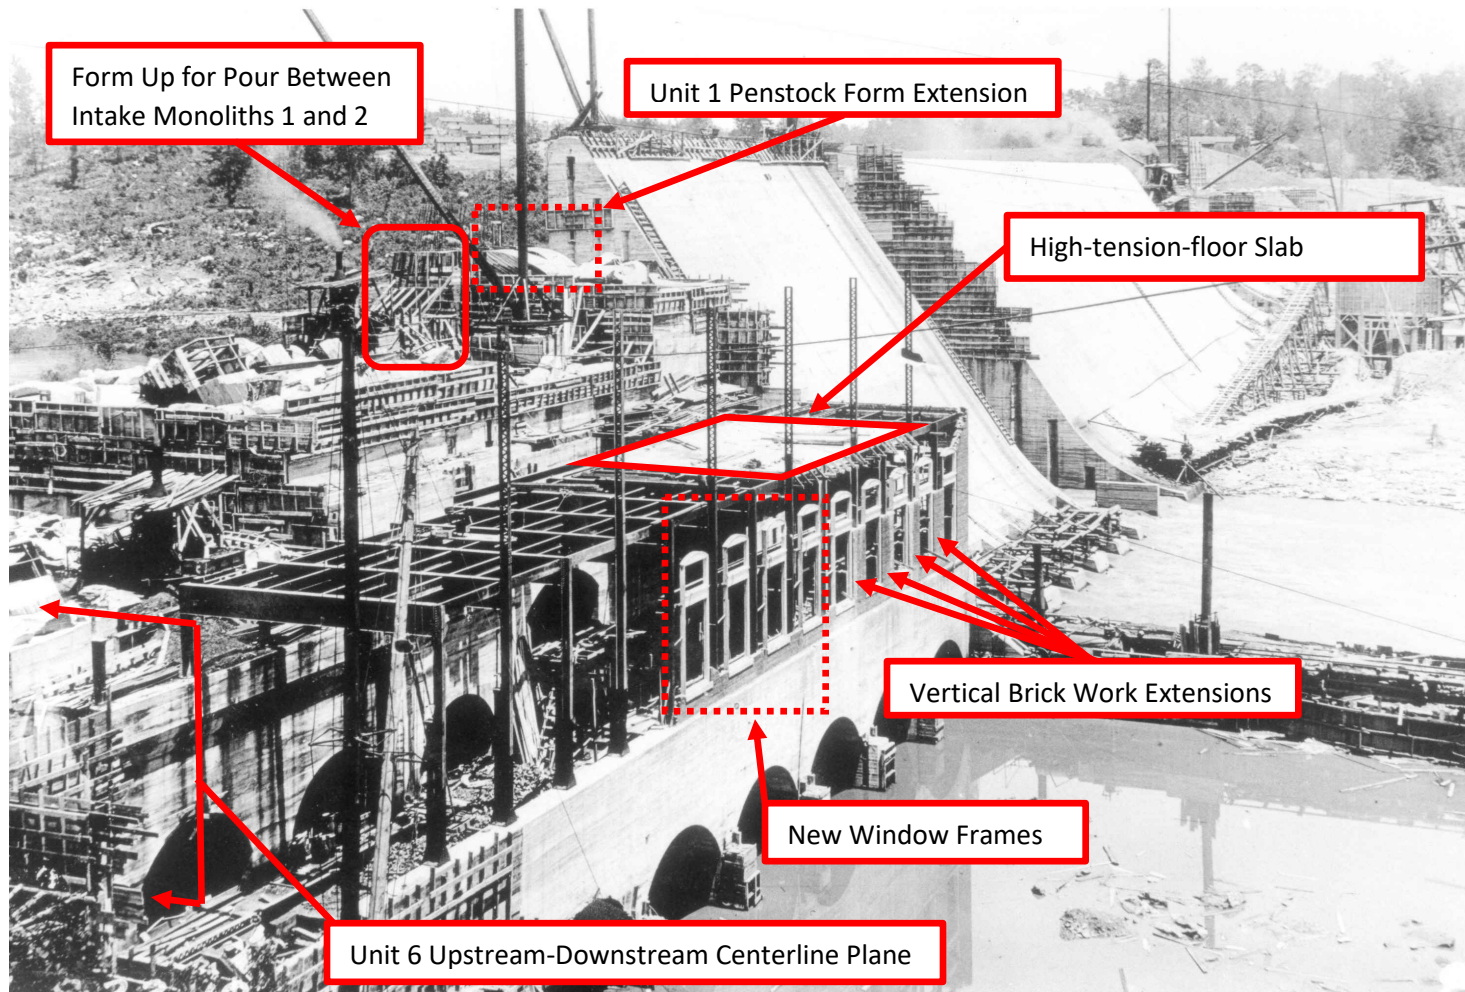 Form Up for Pour Between
Intake Monoliths 1 and 2
Unit 1 Penstock Form Extension
High-tension-floor Slab
Vertical Brick Work Extensions
New Window Frames
Unit 6 Upstream-Downstream Centerline Plane